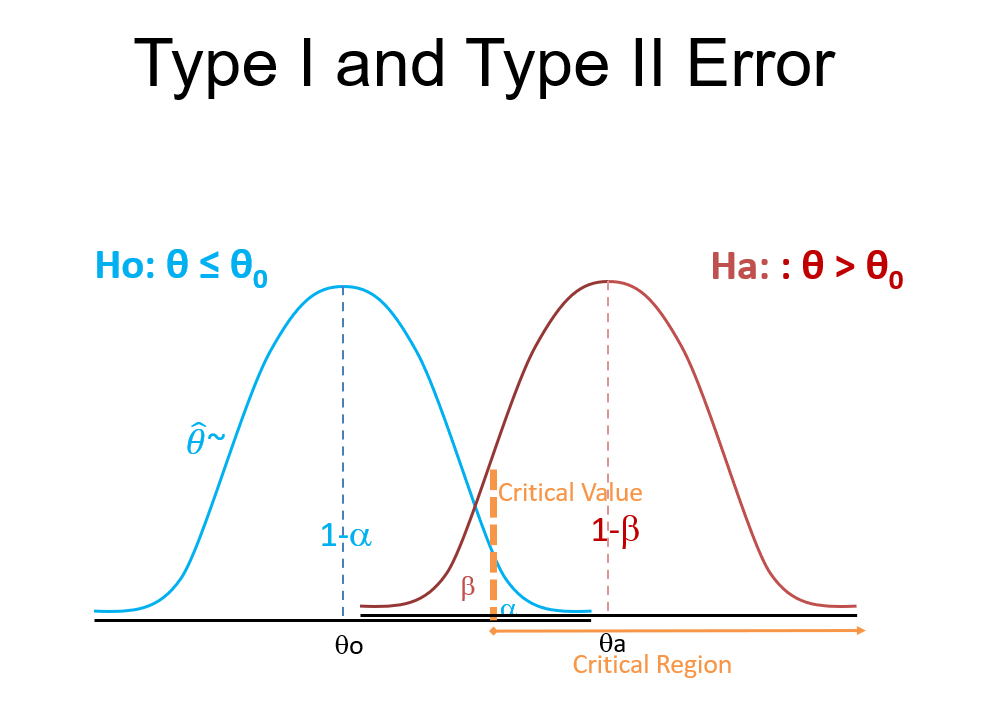 Type I and Type II Error
Ho: θ ≤ θ₀
Ha: : θ > θ₀
θ̂~
Critical Value
1-α
1-β
β
α
θo
θa
Critical Region